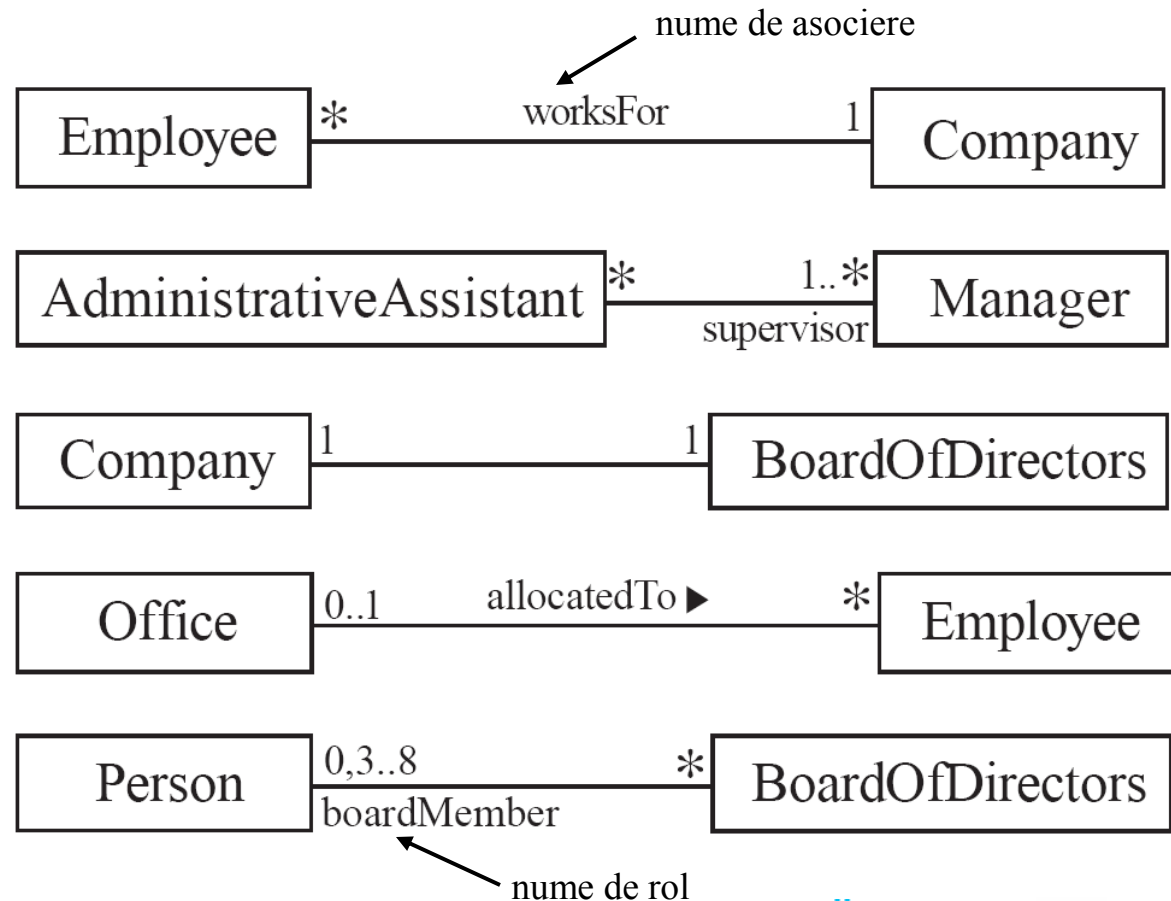 nume de asociere
Employee * worksFor 1 Company
AdministrativeAssistant * 1..* Manager
supervisor
Company 1 1 BoardOfDirectors
Office 0..1 allocatedTo ▶ * Employee
Person 0,3..8 * BoardOfDirectors
boardMember
nume de rol